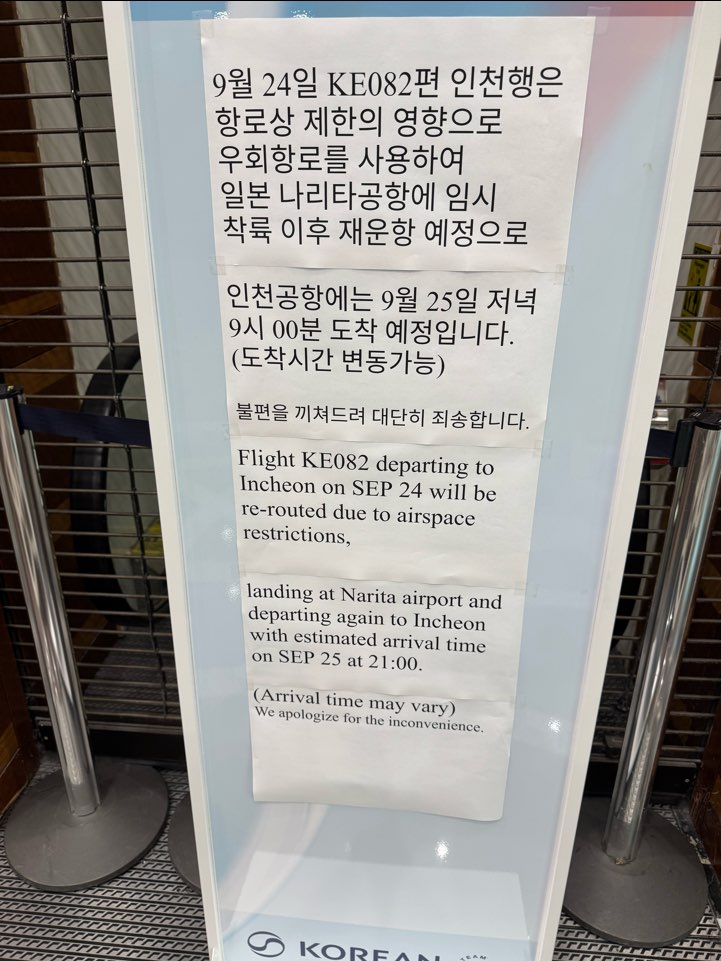 9월 24일 KE082편 인천행은
항로상 제한의 영향으로
우회항로를 사용하여
일본 나리타공항에 임시
착륙 이후 재운항 예정으로
인천공항에는 9월 25일 저녁
9시 00분 도착 예정입니다.
(도착시간 변동가능)
불편을 끼쳐드려 대단히 죄송합니다.
Flight KE082 departing to
Incheon on SEP 24 will be
re-routed due to airspace
restrictions,
landing at Narita airport and
departing again to Incheon
with estimated arrival time
on SEP 25 at 21:00.
(Arrival time may vary)
We apologize for the inconvenience.
KOREAN
TEAM